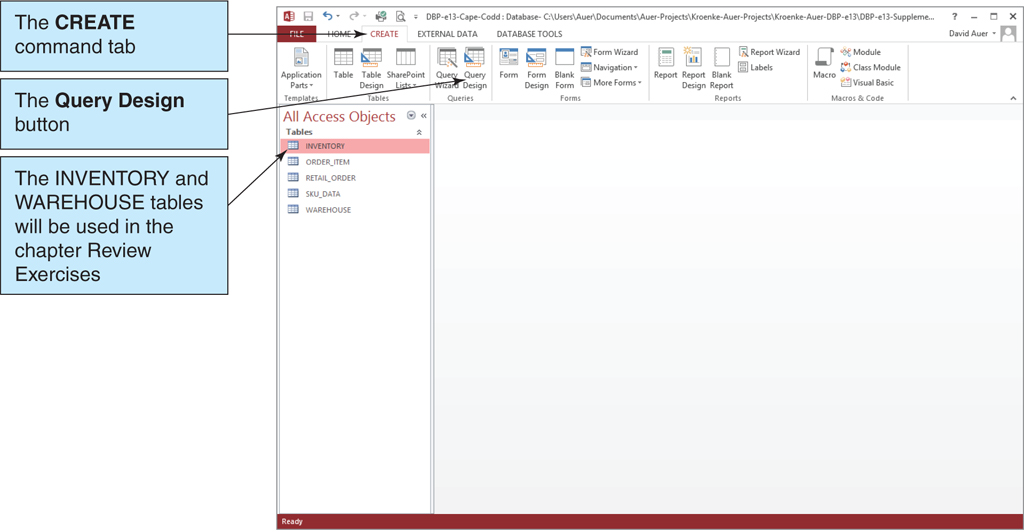 The CREATE
command tab
The Query Design
button
The INVENTORY and
WAREHOUSE tables
will be used in the
chapter Review
Exercises
DBP-e13-Cape-Codd : Database- C:\Users\Auer\Documents\Auer-Projects\Kroenke-Auer-Projects\Kroenke-Auer-DBP-e13\DBP-e13-Suppleme...
FILE HOME CREATE EXTERNAL DATA DATABASE TOOLS David Auer
Application
Parts
Templates
Table
Table
Design
SharePoint
Lists
Tables
Query
Wizard
Query
Design
Queries
Form
Form
Design
Blank
Form
Form Wizard
Navigation
More Forms
Forms
Report
Report
Design
Blank
Report
Report Wizard
Labels
Reports
Macro
Module
Class Module
Visual Basic
Macros & Code
All Access Objects
Tables
INVENTORY
ORDER_ITEM
RETAIL_ORDER
SKU_DATA
WAREHOUSE
Ready